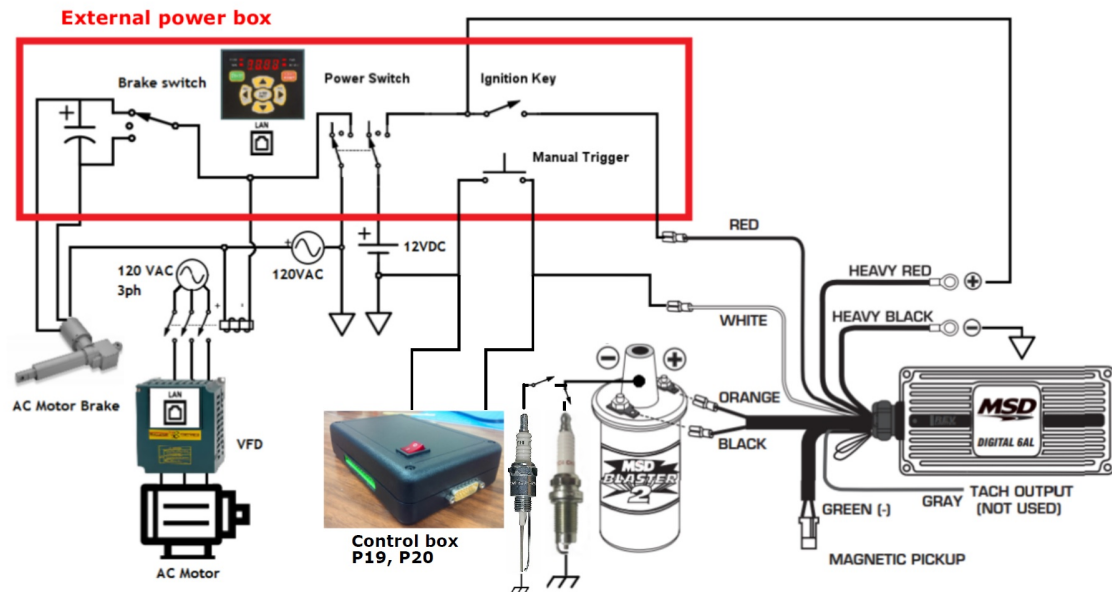 External power box
Brake switch
Power Switch
Ignition Key
LAN
Manual Trigger
+
+
12VDC
+
120VAC
120 VAC
3ph
+
-
RED
HEAVY RED
+
WHITE
HEAVY BLACK
−
AC Motor Brake
LAN
VFD
− +
ORANGE
BLACK
MSD
DIGITAL 6AL
MSD
BLASTER
2
GREEN (-)
GRAY
TACH OUTPUT
(NOT USED)
MAGNETIC PICKUP
Control box
P19, P20
AC Motor